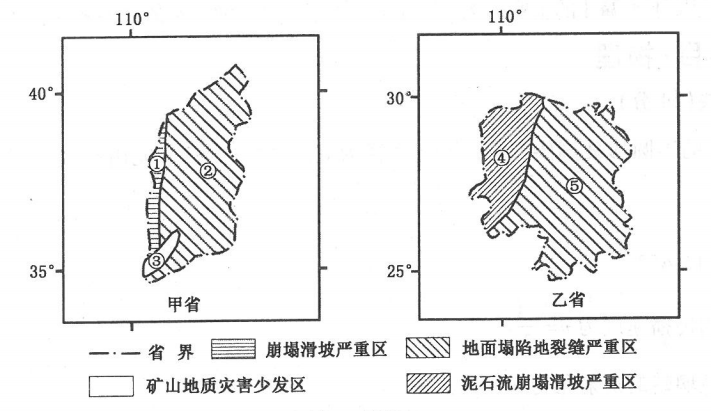 110°
110°
40°
30°
①
②
④
⑤
③
35°
25°
甲省
乙省
省 界
崩塌滑坡严重区
地面塌陷地裂缝严重区
矿山地质灾害少发区
泥石流崩塌滑坡严重区